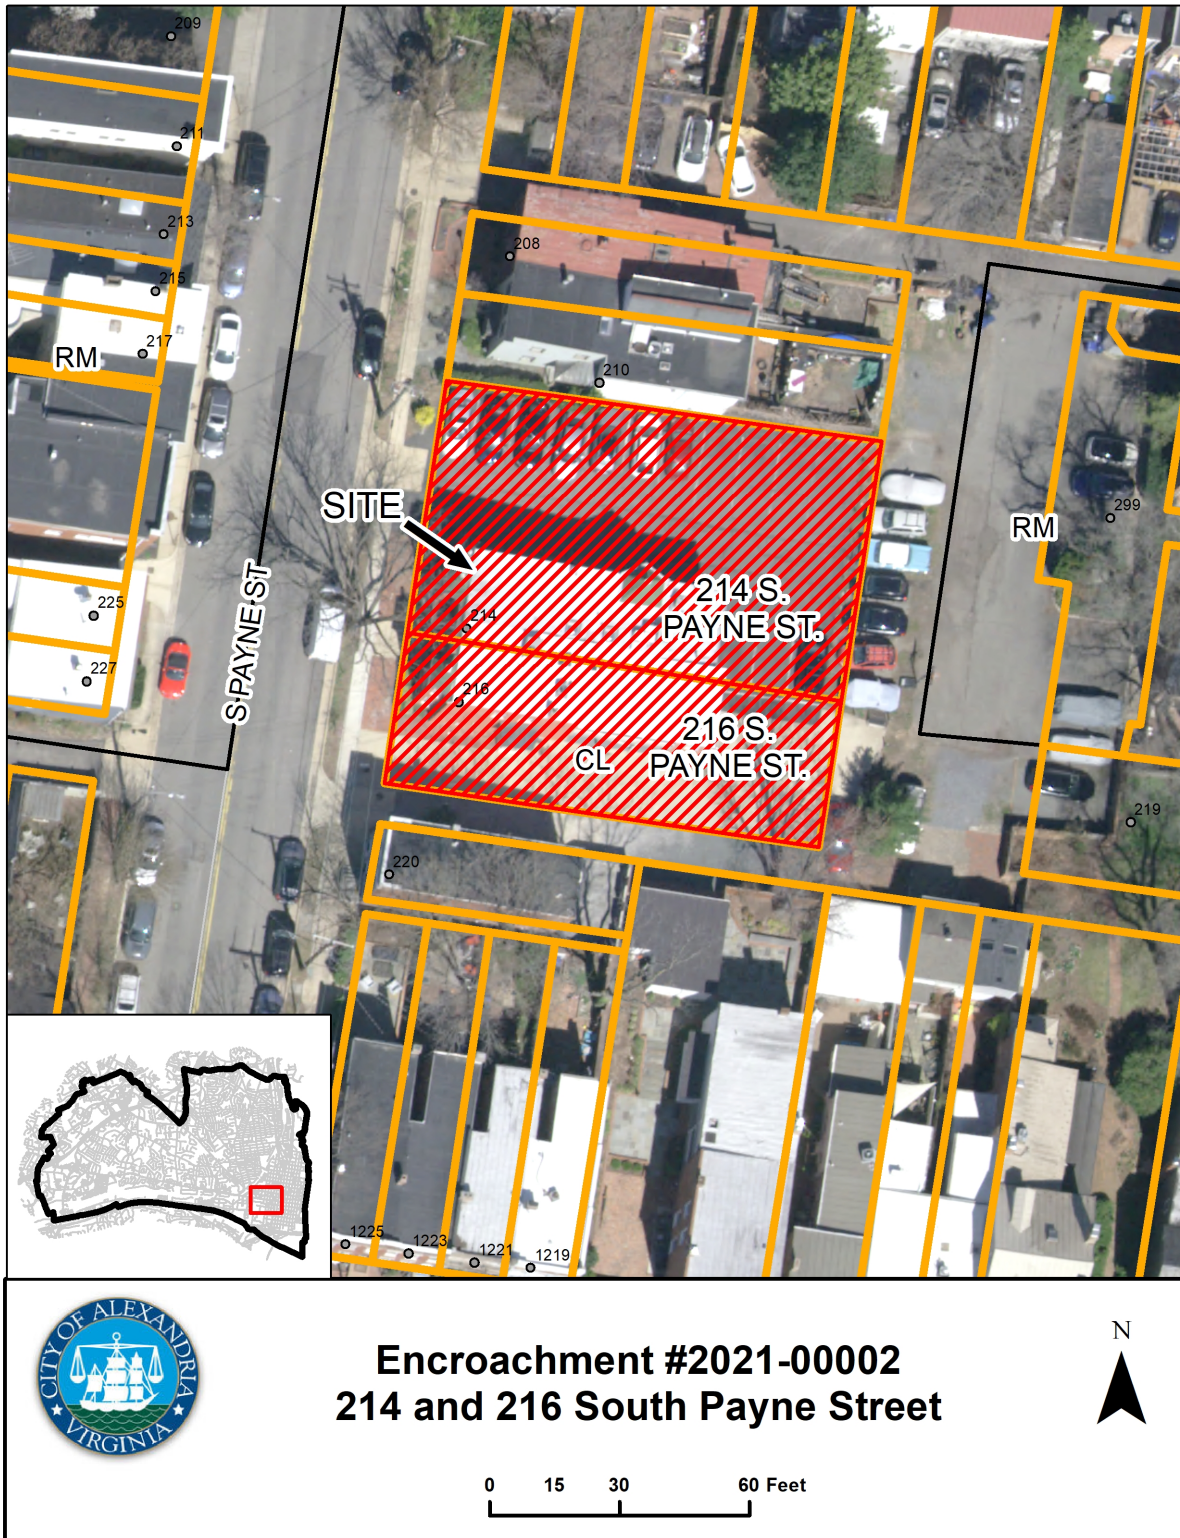 209
211
213
215
217
RM
208
210
SITE
299
RM
225
227
S PAYNE ST
214
214 S.
PAYNE ST.
216
216 S.
PAYNE ST.
CL
219
220
1225
1223
1221
1219
CITY OF ALEXANDRIA
VIRGINIA
Encroachment #2021-00002
214 and 216 South Payne Street
N
0 15 30 60 Feet